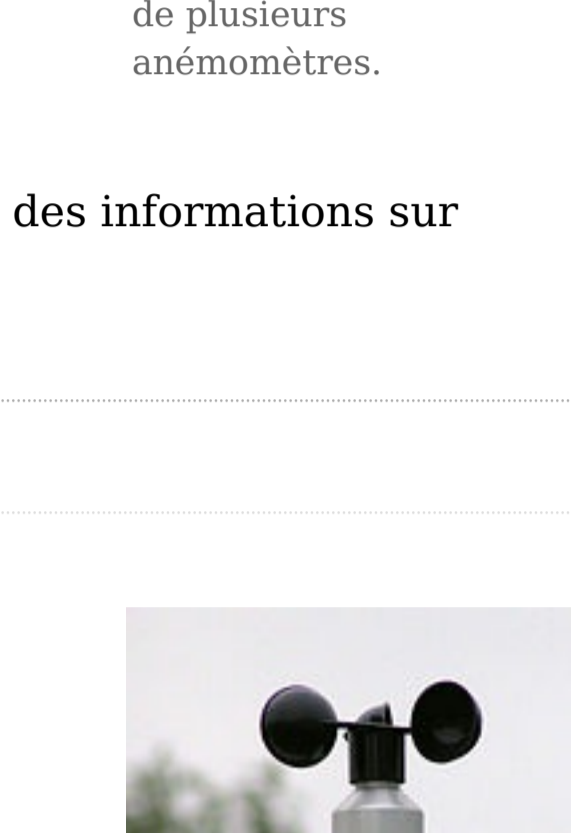 de plusieurs
anémomètres.
des informations sur